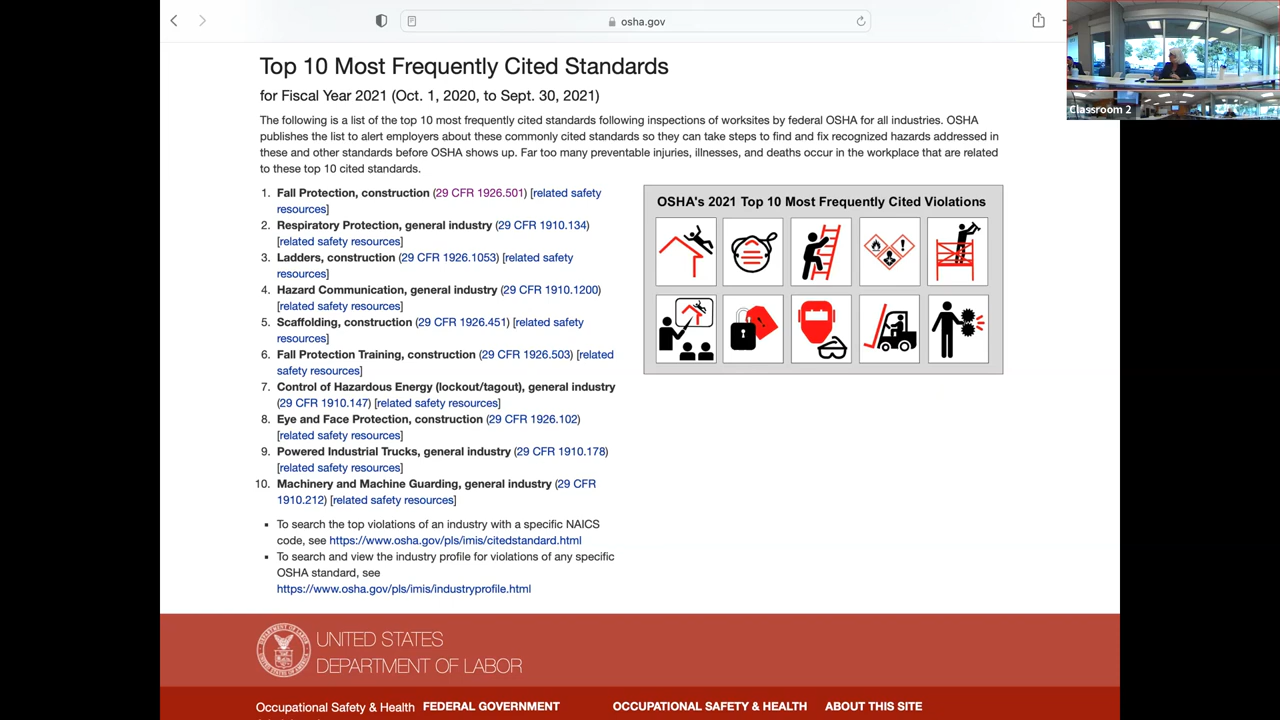 osha.gov
Classroom 2
Top 10 Most Frequently Cited Standards
for Fiscal Year 2021 (Oct. 1, 2020, to Sept. 30, 2021)
The following is a list of the top 10 most frequently cited standards following inspections of worksites by federal OSHA for all industries. OSHA
publishes the list to alert employers about these commonly cited standards so they can take steps to find and fix recognized hazards addressed in
these and other standards before OSHA shows up. Far too many preventable injuries, illnesses, and deaths occur in the workplace that are related
to these top 10 cited standards.
1. Fall Protection, construction (29 CFR 1926.501) [related safety
resources]
2. Respiratory Protection, general industry (29 CFR 1910.134)
[related safety resources]
3. Ladders, construction (29 CFR 1926.1053) [related safety
resources]
4. Hazard Communication, general industry (29 CFR 1910.1200)
[related safety resources]
5. Scaffolding, construction (29 CFR 1926.451) [related safety
resources]
6. Fall Protection Training, construction (29 CFR 1926.503) [related
safety resources]
7. Control of Hazardous Energy (lockout/tagout), general industry
(29 CFR 1910.147) [related safety resources]
8. Eye and Face Protection, construction (29 CFR 1926.102)
[related safety resources]
9. Powered Industrial Trucks, general industry (29 CFR 1910.178)
[related safety resources]
10. Machinery and Machine Guarding, general industry (29 CFR
1910.212) [related safety resources]
To search the top violations of an industry with a specific NAICS
code, see https://www.osha.gov/pls/imis/citedstandard.html
To search and view the industry profile for violations of any specific
OSHA standard, see
https://www.osha.gov/pls/imis/industryprofile.html
OSHA's 2021 Top 10 Most Frequently Cited Violations
UNITED STATES
DEPARTMENT OF LABOR
Occupational Safety & Health
FEDERAL GOVERNMENT
OCCUPATIONAL SAFETY & HEALTH
ABOUT THIS SITE